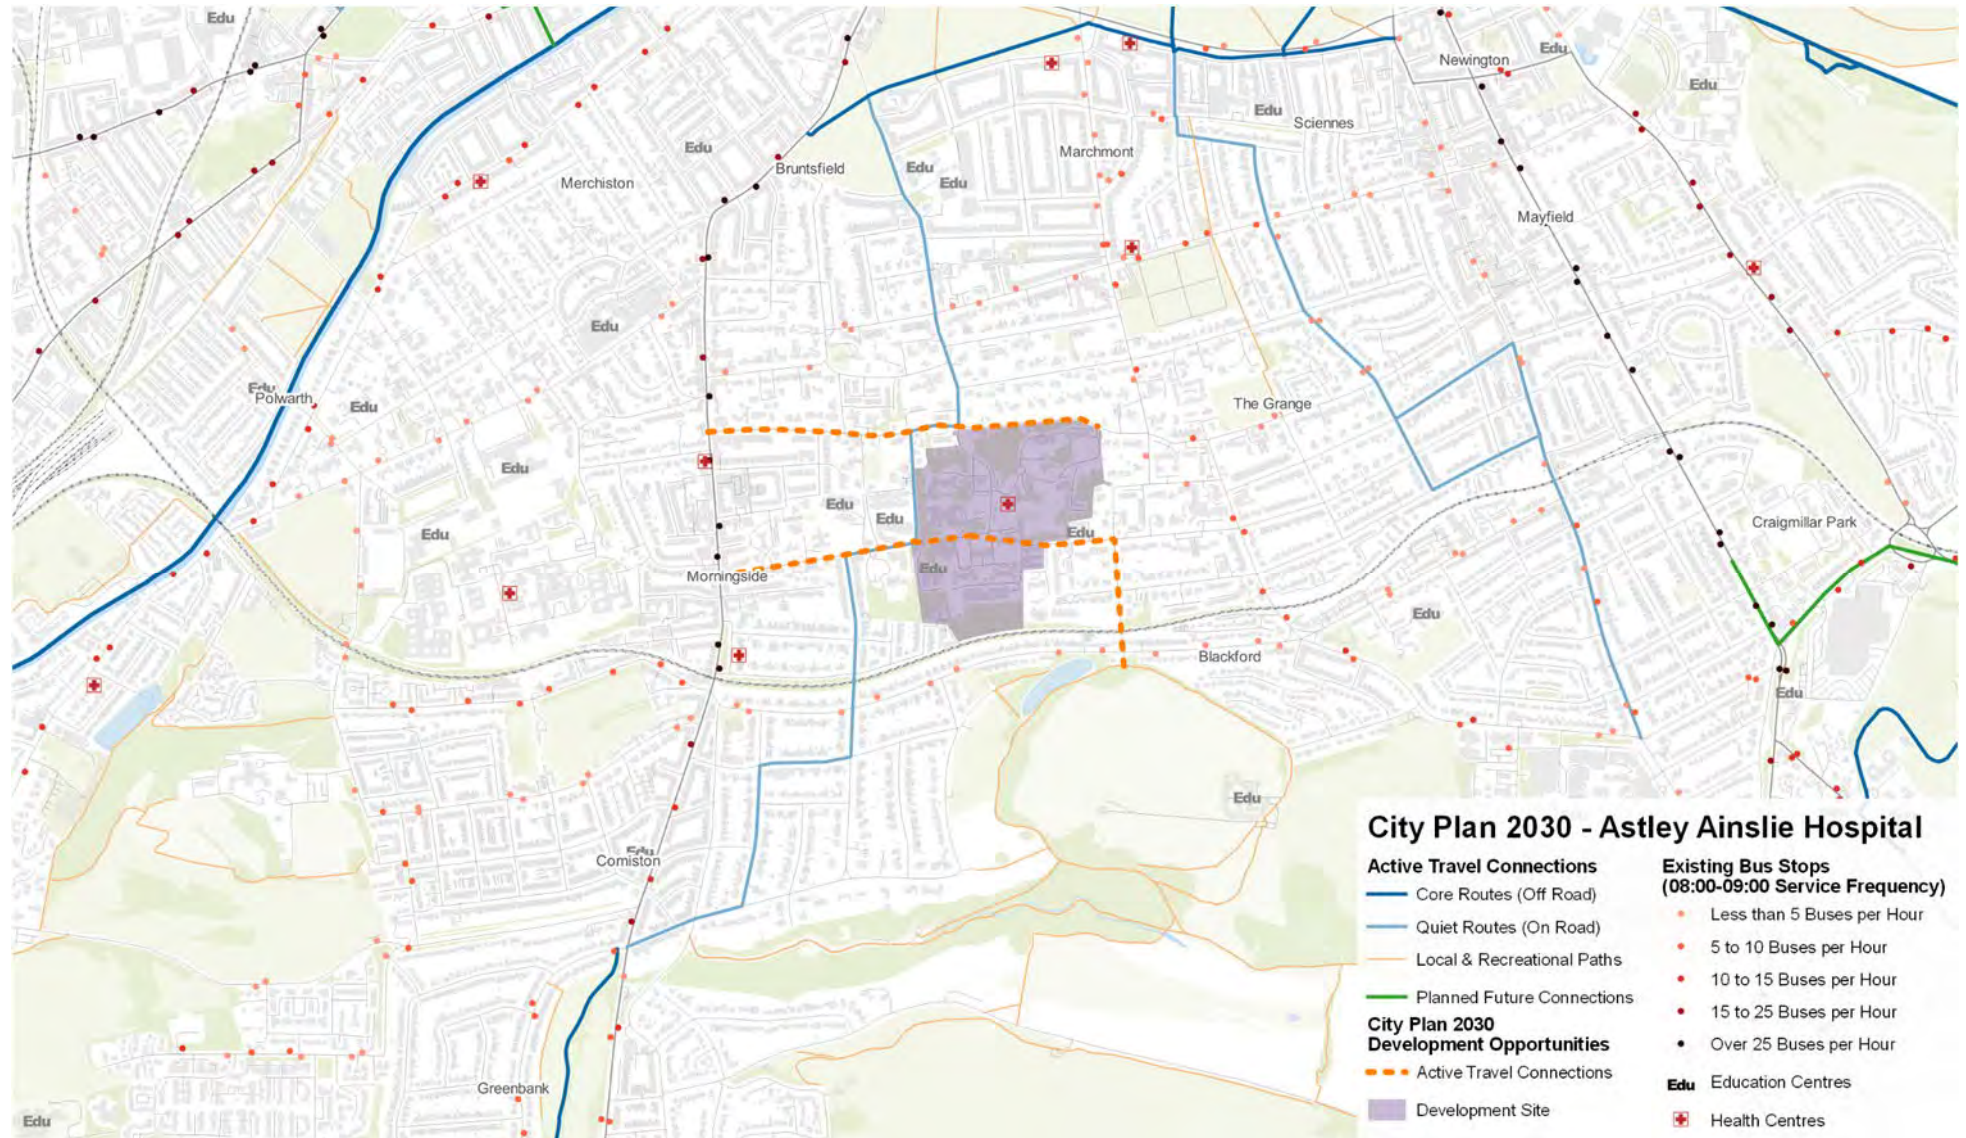 Edu
Newington
Edu
Edu
Edu
Sciennes
Edu
Bruntsfield
Marchmont
Edu
Edu
Merchiston
Mayfield
Edu
Edu
Polwarth
Edu
The Grange
Edu
Edu
Edu
Edu
Craigmillar Park
Edu
Edu
Morningside
Edu
Blackford
Edu
Edu
Edu
Edu
Comiston
Greenbank
Edu
City Plan 2030 - Astley Ainslie Hospital
Active Travel Connections
Core Routes (Off Road)
Quiet Routes (On Road)
Local & Recreational Paths
Planned Future Connections
City Plan 2030
Development Opportunities
Active Travel Connections
Development Site
Existing Bus Stops
(08:00-09:00 Service Frequency)
Less than 5 Buses per Hour
5 to 10 Buses per Hour
10 to 15 Buses per Hour
15 to 25 Buses per Hour
Over 25 Buses per Hour
Edu Education Centres
Health Centres